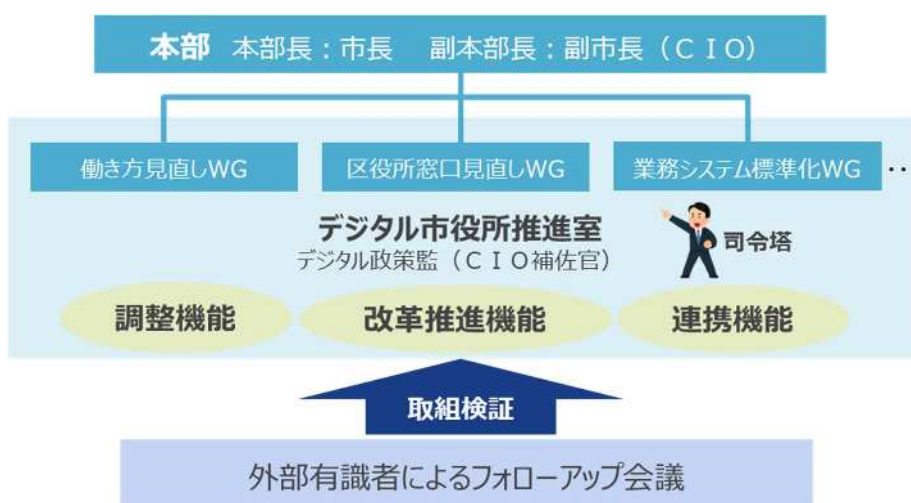 本部 本部長：市長 副本部長：副市長（ＣＩＯ）
働き方見直しWG
区役所窓口見直しWG
業務システム標準化WG
‥
デジタル市役所推進室
デジタル政策監（ＣＩＯ補佐官）
司令塔
調整機能
改革推進機能
連携機能
取組検証
外部有識者によるフォローアップ会議